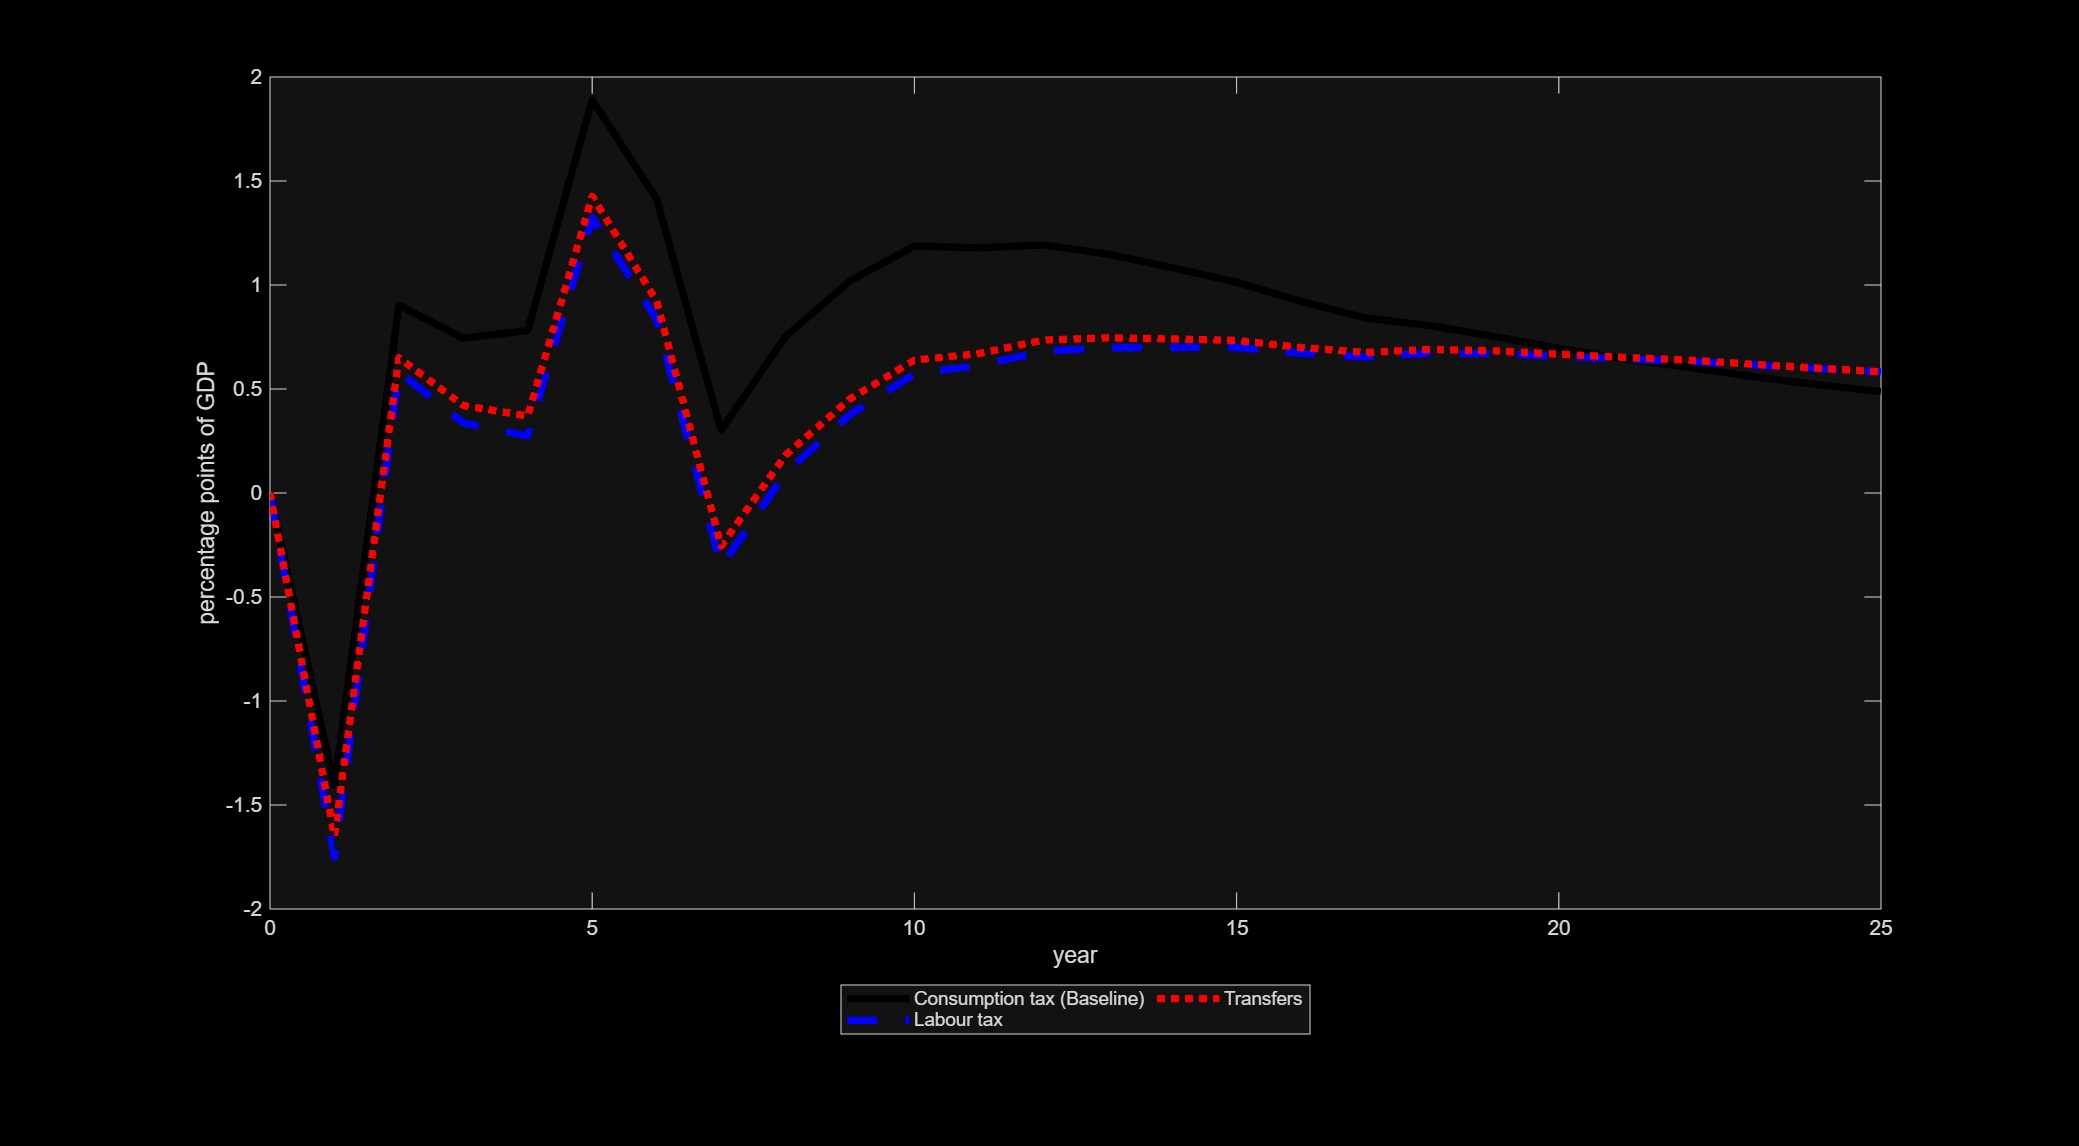 2
1.5
1
0.5
0
-0.5
-1
-1.5
-2
percentage points of GDP
0 5 10 15 20 25
year
Consumption tax (Baseline) Transfers
Labour tax